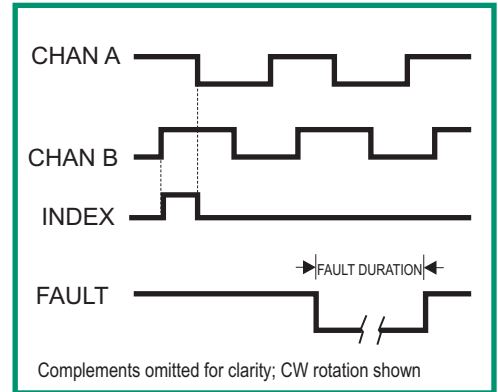 CHAN A
CHAN B
INDEX
FAULT DURATION
FAULT
Complements omitted for clarity; CW rotation shown